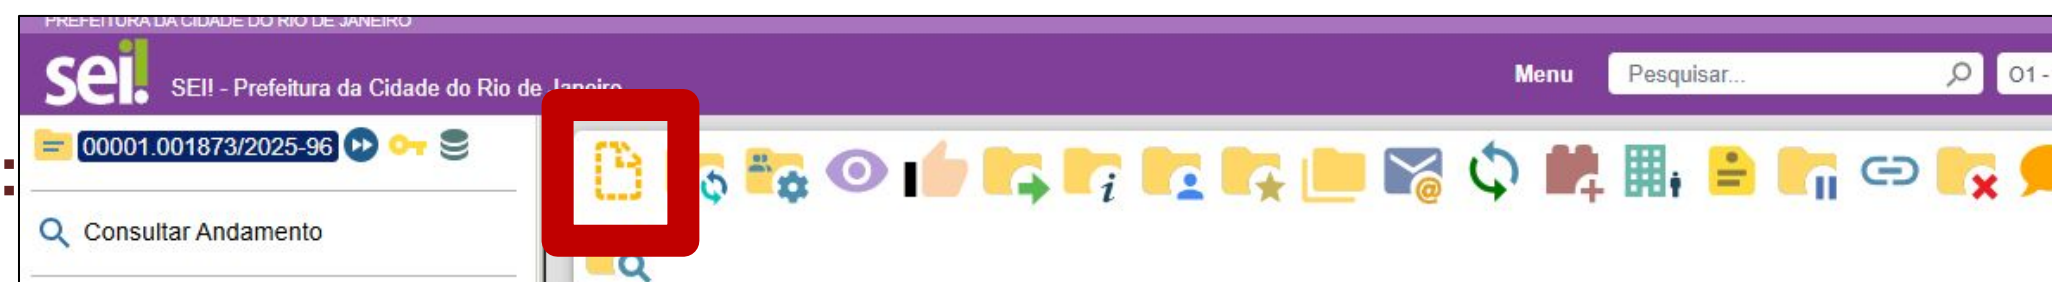 PREFEITURA DA CIDADE DO RIO DE JANEIRO
sei!
SEI! - Prefeitura da Cidade do Rio de Janeiro
Menu
Pesquisar...
O1 -
00001.001873/2025-96
Consultar Andamento